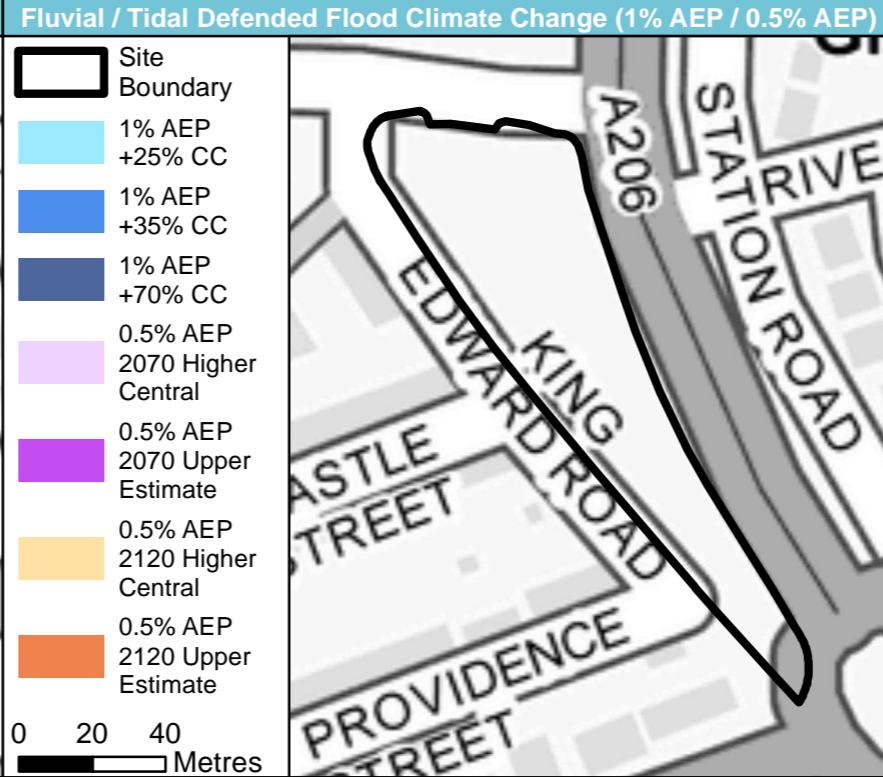 Fluvial / Tidal Defended Flood Climate Change (1% AEP / 0.5% AEP)
Site
Boundary
1% AEP
+25% CC
1% AEP
+35% CC
1% AEP
+70% CC
0.5% AEP
2070 Higher
Central
0.5% AEP
2070 Upper
Estimate
0.5% AEP
2120 Higher
Central
0.5% AEP
2120 Upper
Estimate
0 20 40
Metres
A206
STATION ROAD
RIVE
KING
EDWARD ROAD
ASTLE
STREET
PROVIDENCE
STREET